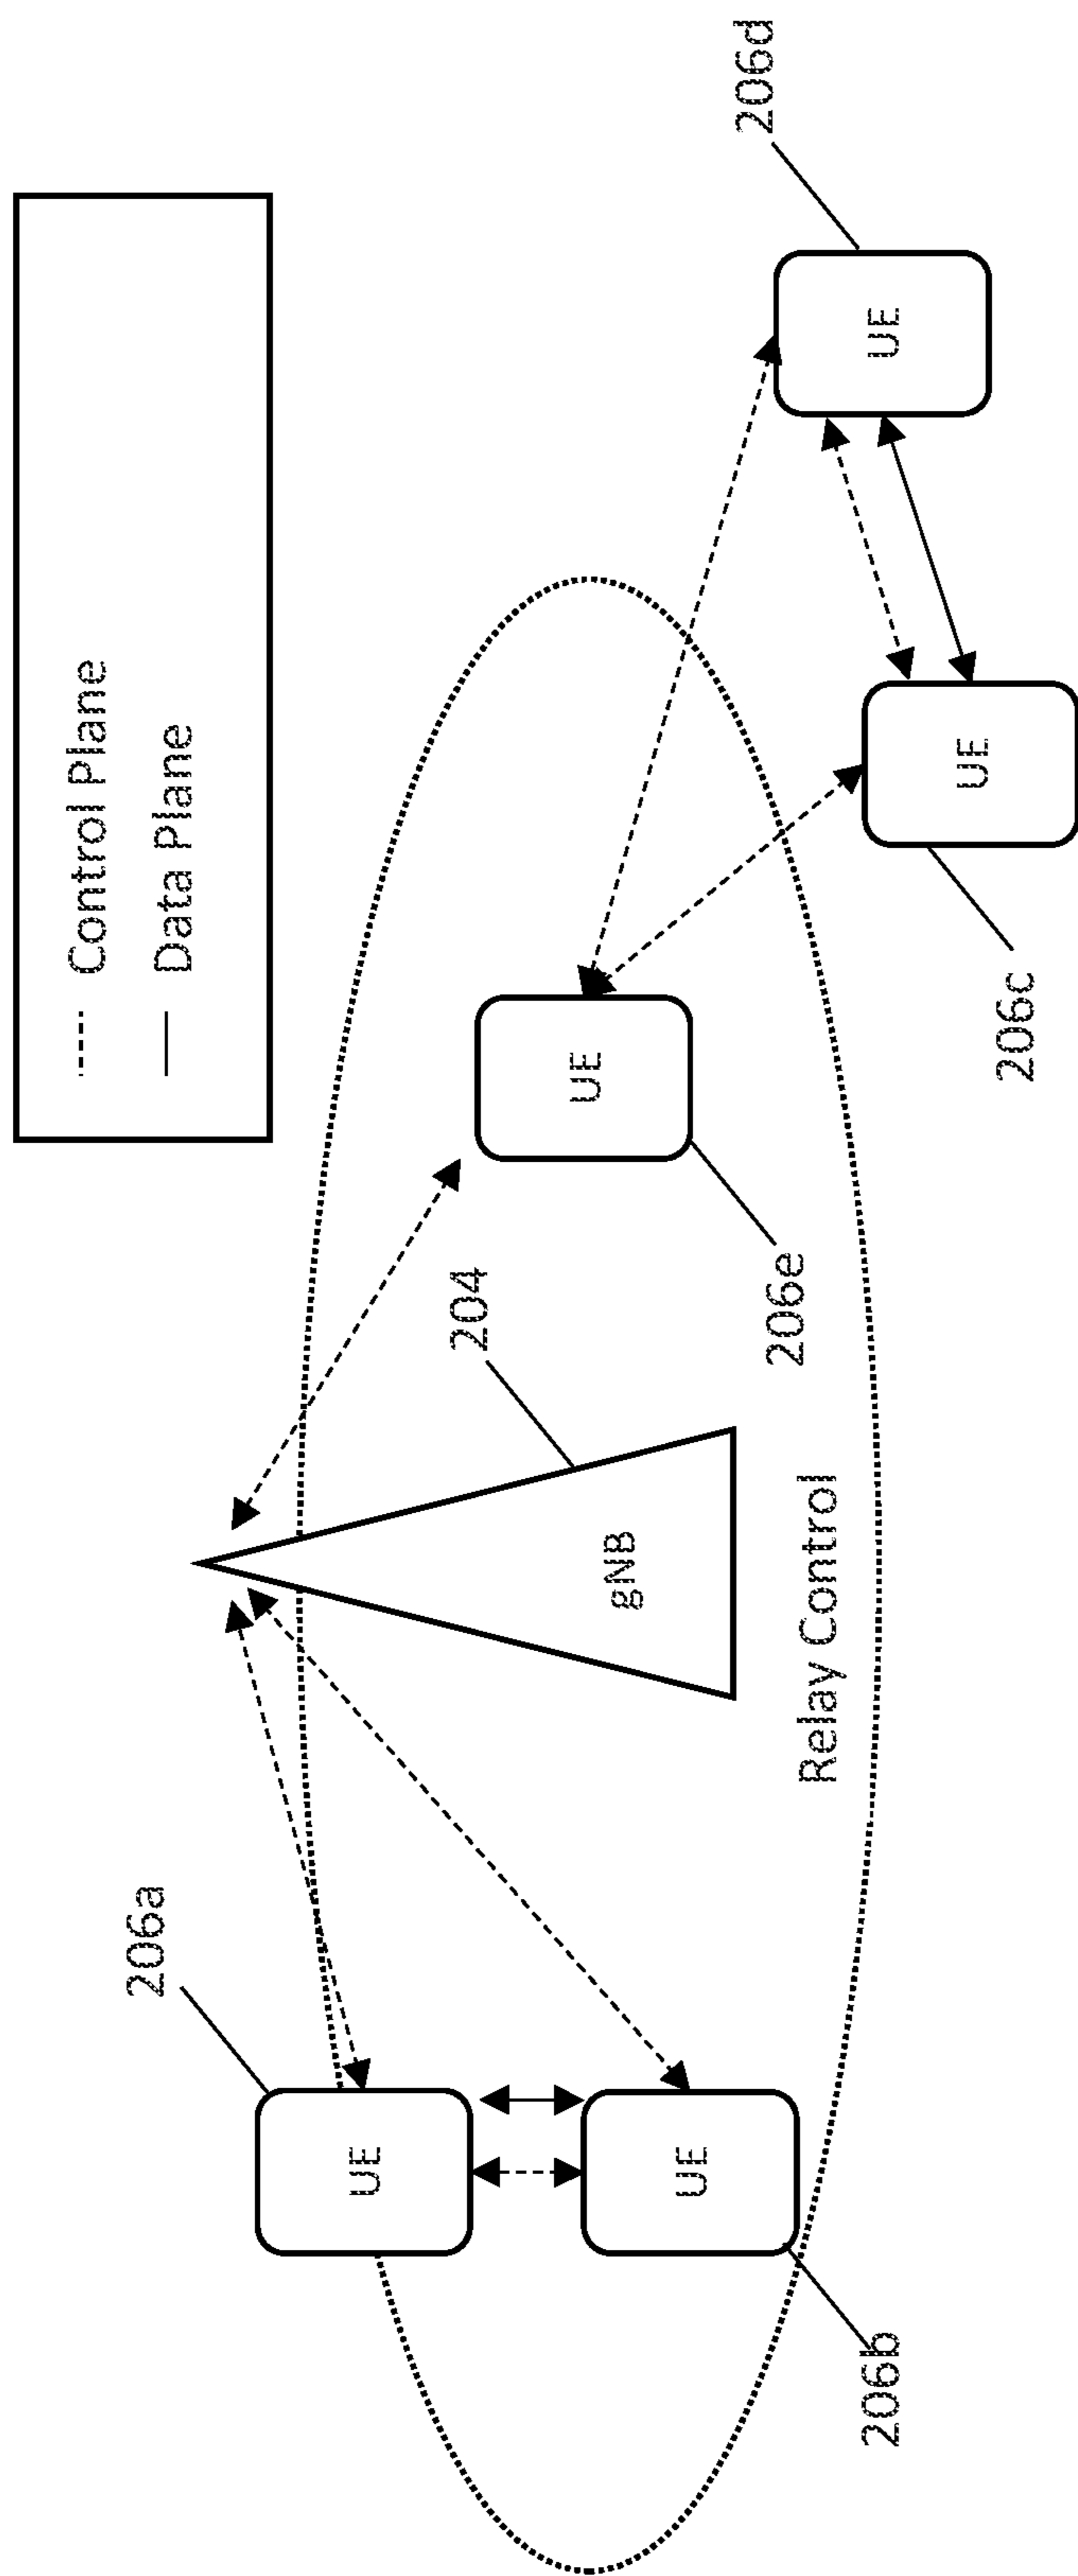 Control Plane
Data Plane
206a
UE
UE
206b
204
gNB
Relay Control
UE
206e
UE
206c
UE
206d